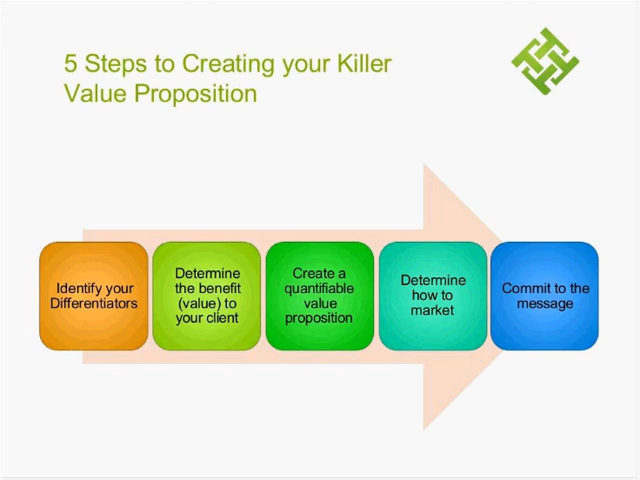 5 Steps to Creating your Killer
Value Proposition
Identify your
Differentiators
Determine
the benefit
(value) to
your client
Create a
quantifiable
value
proposition
Determine
how to
market
Commit to the
message